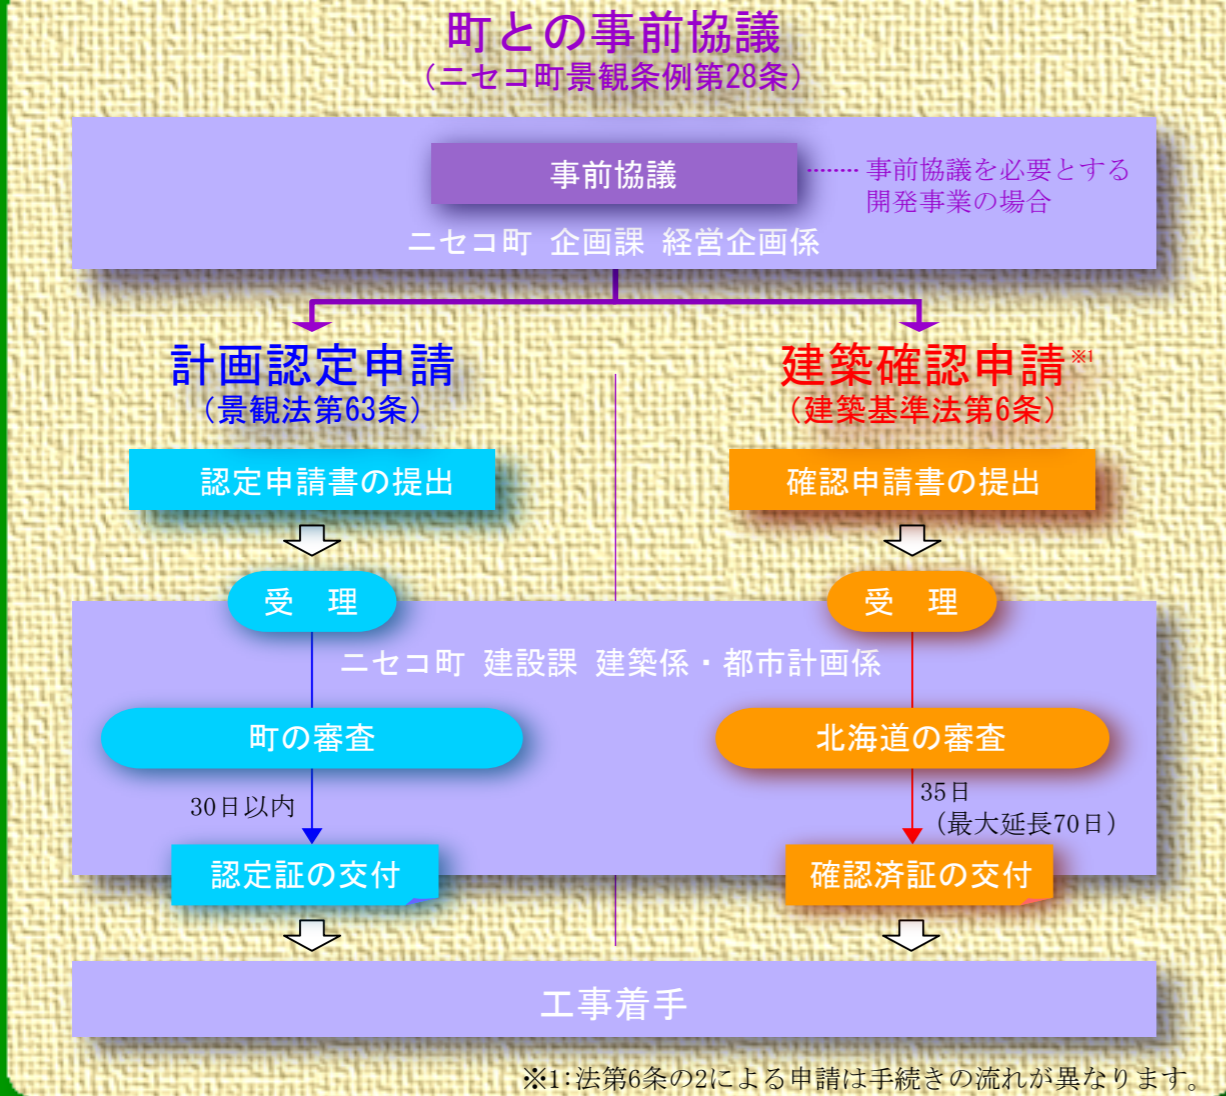 町との事前協議
（ニセコ町景観条例第28条）
事前協議
事前協議を必要とする
開発事業の場合
ニセコ町 企画課 経営企画係
計画認定申請
（景観法第63条）
認定申請書の提出
受　理
建築確認申請※1
（建築基準法第6条）
確認申請書の提出
受　理
ニセコ町 建設課 建築係・都市計画係
町の審査
30日以内
認定証の交付
北海道の審査
35日
（最大延長70日）
確認済証の交付
工事着手
※1:法第6条の2による申請は手続きの流れが異なります。